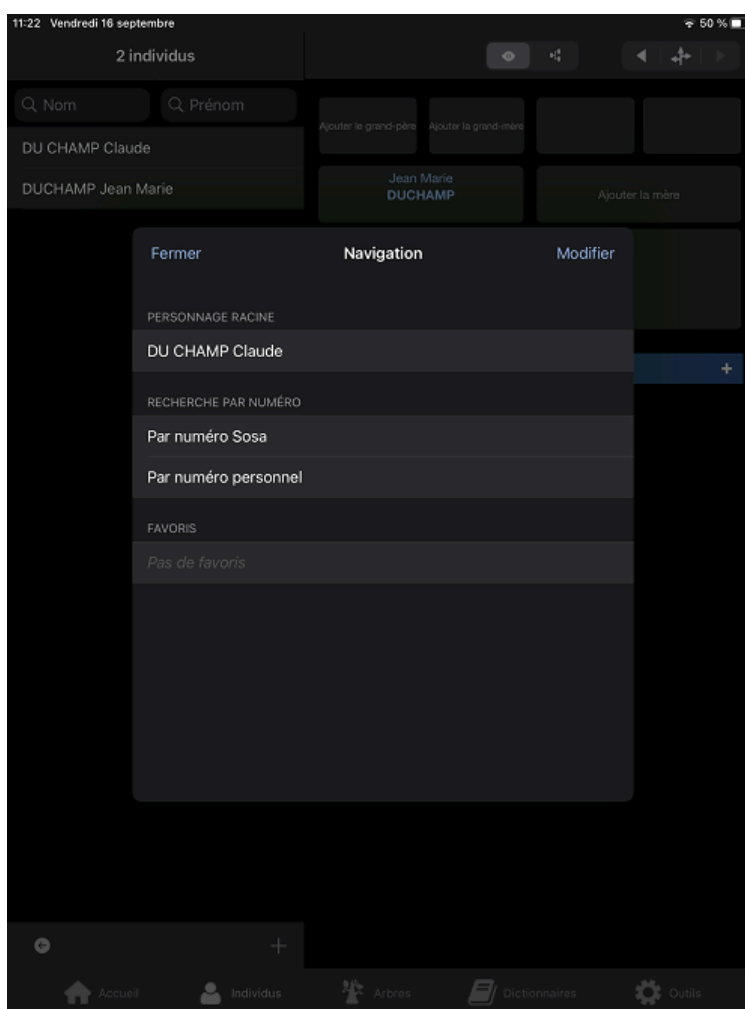 11:22 Vendredi 16 septembre
50 %
2 individus
Nom
Prénom
DU CHAMP Claude
DUCHAMP Jean Marie
Ajouter le grand-père
Ajouter la grand-mère
Jean Marie
DUCHAMP
Ajouter la mère
Fermer
Navigation
Modifier
PERSONNAGE RACINE
DU CHAMP Claude
RECHERCHE PAR NUMÉRO
Par numéro Sosa
Par numéro personnel
FAVORIS
Pas de favoris
Accueil
Individus
Arbres
Dictionnaires
Outils